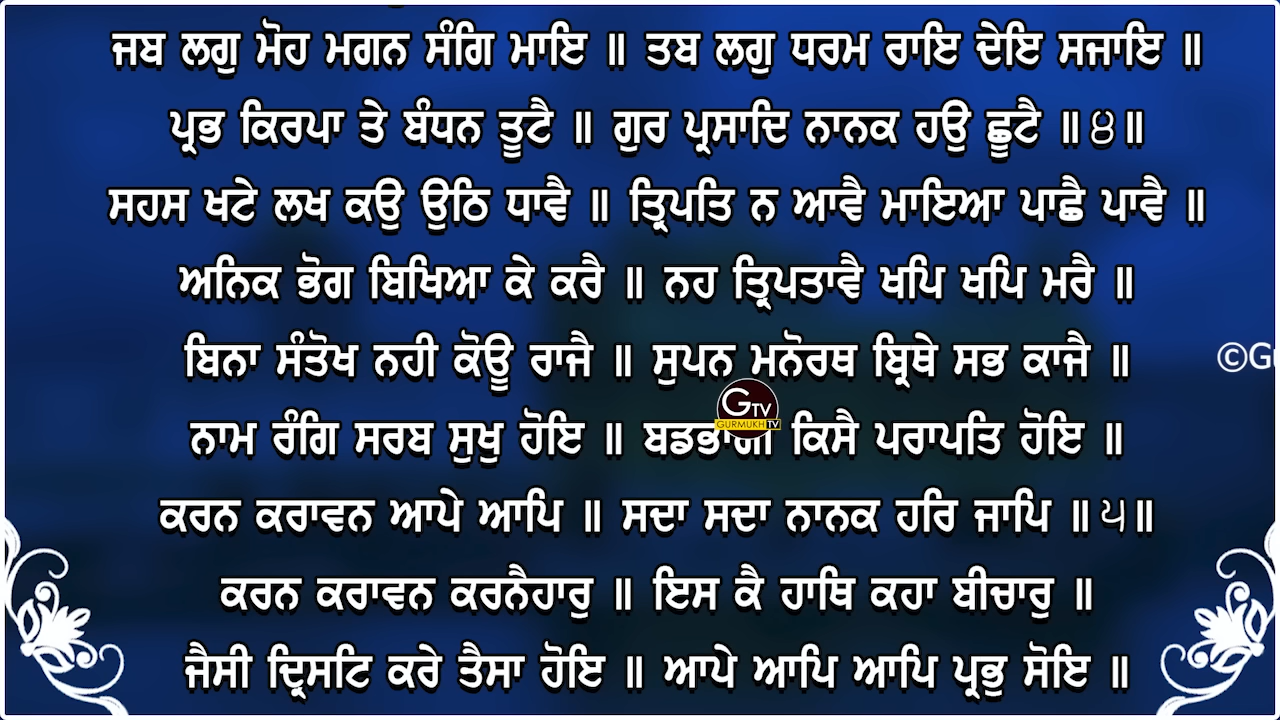 ਜਬ ਲਗੁ ਮੋਹ ਮਗਨ ਸੰਗਿ ਮਾਇ ॥ ਤਬ ਲਗੁ ਧਰਮ ਰਾਇ ਦੇਇ ਸਜਾਇ ॥
ਪ੍ਰਭ ਕਿਰਪਾ ਤੇ ਬੰਧਨ ਤੂਟੈ ॥ ਗੁਰ ਪ੍ਰਸਾਦਿ ਨਾਨਕ ਹਉ ਛੂਟੈ ॥੪॥
ਸਹਸ ਖਟੇ ਲਖ ਕਉ ਉਠਿ ਧਾਵੈ ॥ ਤ੍ਰਿਪਤਿ ਨ ਆਵੈ ਮਾਇਆ ਪਾਛੈ ਪਾਵੈ ॥
ਅਨਿਕ ਭੋਗ ਬਿਖਿਆ ਕੇ ਕਰੈ ॥ ਨਹ ਤ੍ਰਿਪਤਾਵੈ ਖਪਿ ਖਪਿ ਮਰੈ ॥
ਬਿਨਾ ਸੰਤੋਖ ਨਹੀ ਕੋਊ ਰਾਜੈ ॥ ਸੁਪਨ ਮਨੋਰਥ ਬ੍ਰਿਥੇ ਸਭ ਕਾਜੈ ॥
©G
GTV
GURMUKH TV
ਨਾਮ ਰੰਗਿ ਸਰਬ ਸੁਖੁ ਹੋਇ ॥ ਬਡਭਾਗੀ ਕਿਸੈ ਪਰਾਪਤਿ ਹੋਇ ॥
ਕਰਨ ਕਰਾਵਨ ਆਪੇ ਆਪਿ ॥ ਸਦਾ ਸਦਾ ਨਾਨਕ ਹਰਿ ਜਾਪਿ ॥੫॥
ਕਰਨ ਕਰਾਵਨ ਕਰਨੈਹਾਰੁ ॥ ਇਸ ਕੈ ਹਾਥਿ ਕਹਾ ਬੀਚਾਰੁ ॥
ਜੈਸੀ ਦ੍ਰਿਸਟਿ ਕਰੇ ਤੈਸਾ ਹੋਇ ॥ ਆਪੇ ਆਪਿ ਆਪਿ ਪ੍ਰਭੁ ਸੋਇ ॥